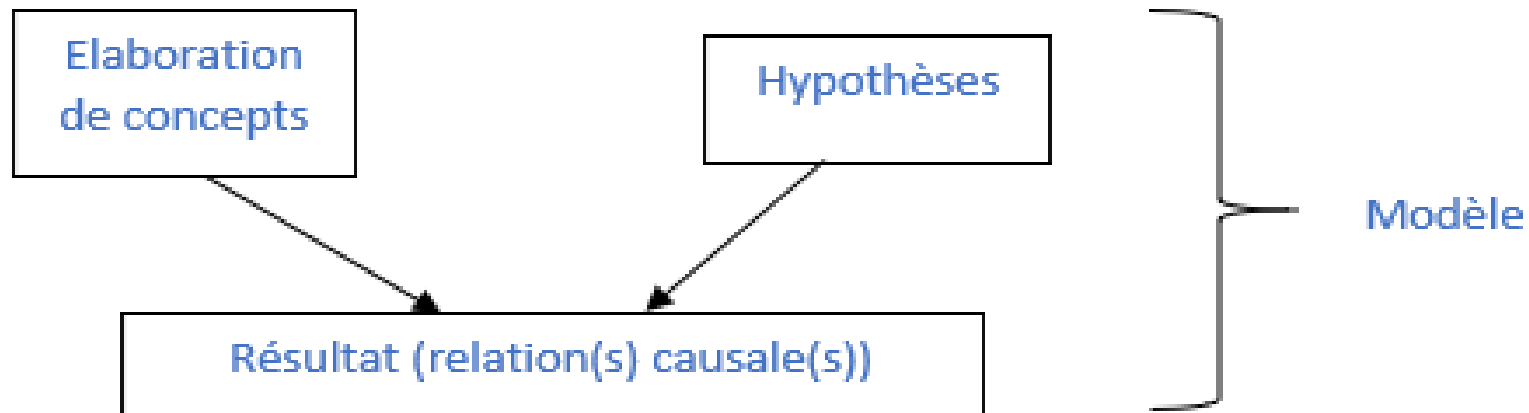 Elaboration
de concepts
Hypothèses
Modèle
Résultat (relation(s) causale(s))